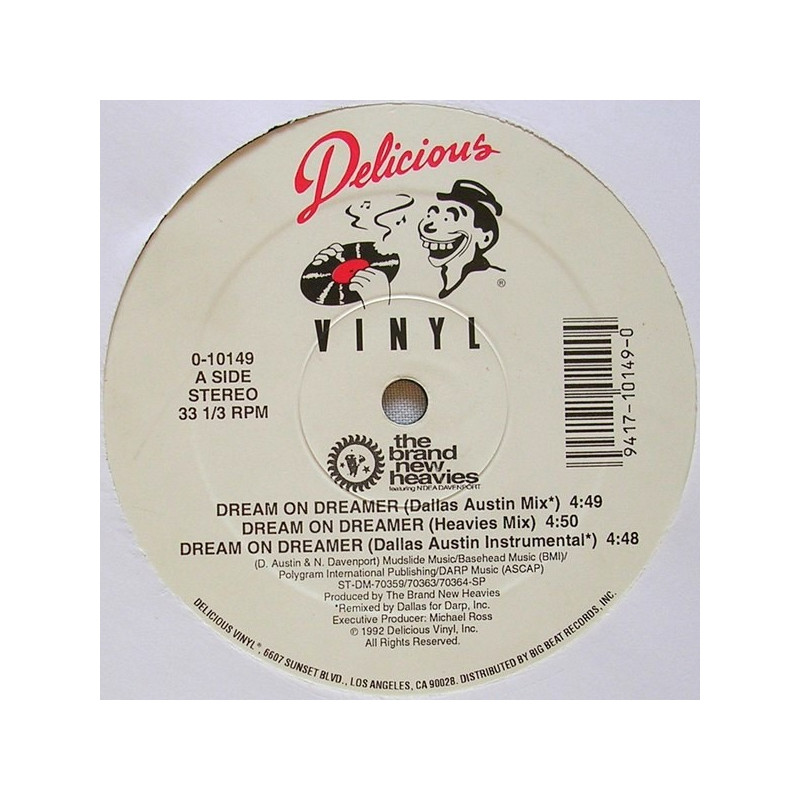 Delicious
®
VINYL
0-10149
A SIDE
STEREO
33 1/3 RPM
9417-10149-0
the
brand
new
heavies
featuring N'DEA DAVENPORT
DREAM ON DREAMER (Dallas Austin Mix*) 4:49
DREAM ON DREAMER (Heavies Mix) 4:50
DREAM ON DREAMER (Dallas Austin Instrumental*) 4:48
(D. Austin & N. Davenport) Mudslide Music/Basehead Music (BMI)/
Polygram International Publishing/DARP Music (ASCAP)
ST-DM-70359/70363/70364-SP
Produced by The Brand New Heavies
*Remixed by Dallas for Darp, Inc.
Executive Producer: Michael Ross
℗ 1992 Delicious Vinyl, Inc.
All Rights Reserved.
DELICIOUS VINYL®, 6607 SUNSET BLVD., LOS ANGELES, CA 90028. DISTRIBUTED BY BIG BEAT RECORDS, INC.